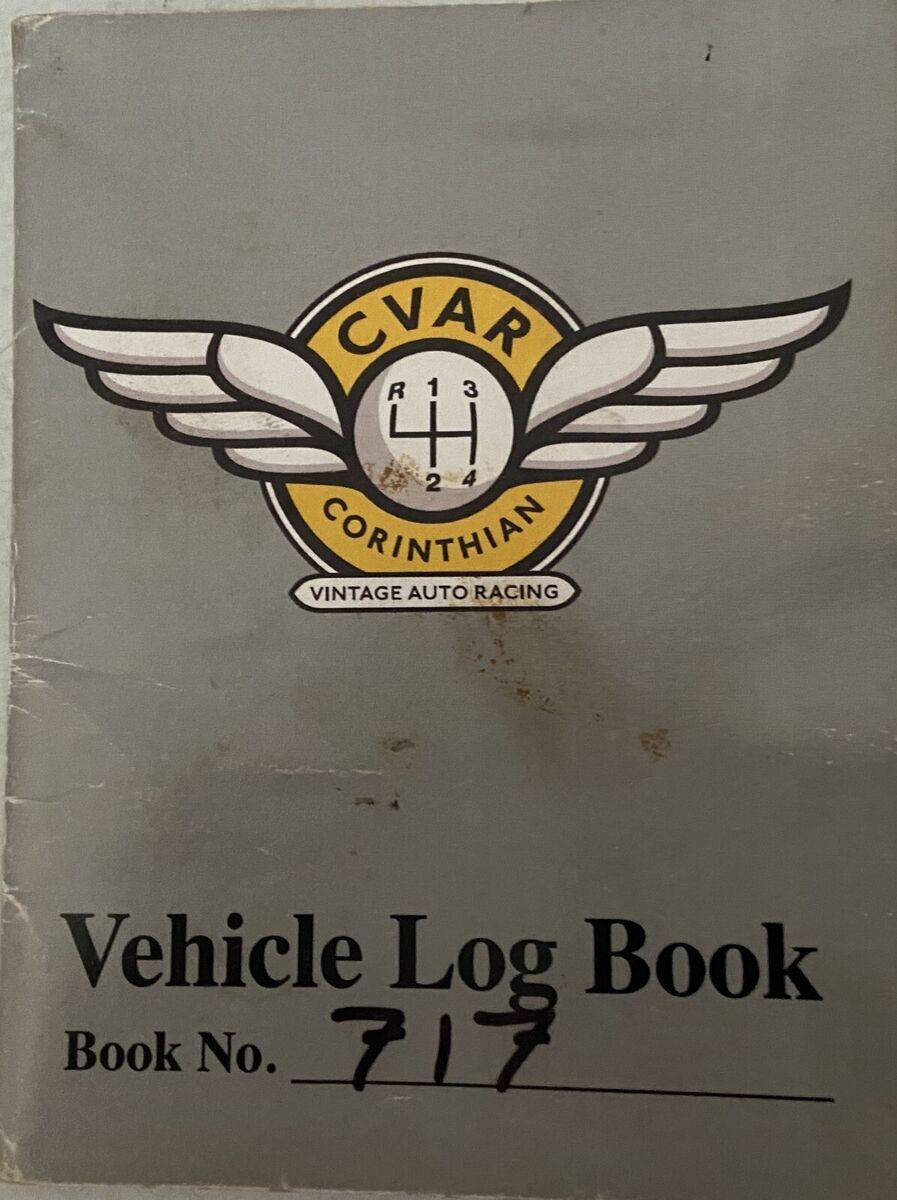 CVAR
R 1 3
2 4
CORINTHIAN
VINTAGE AUTO RACING
Vehicle Log Book
Book No. 717